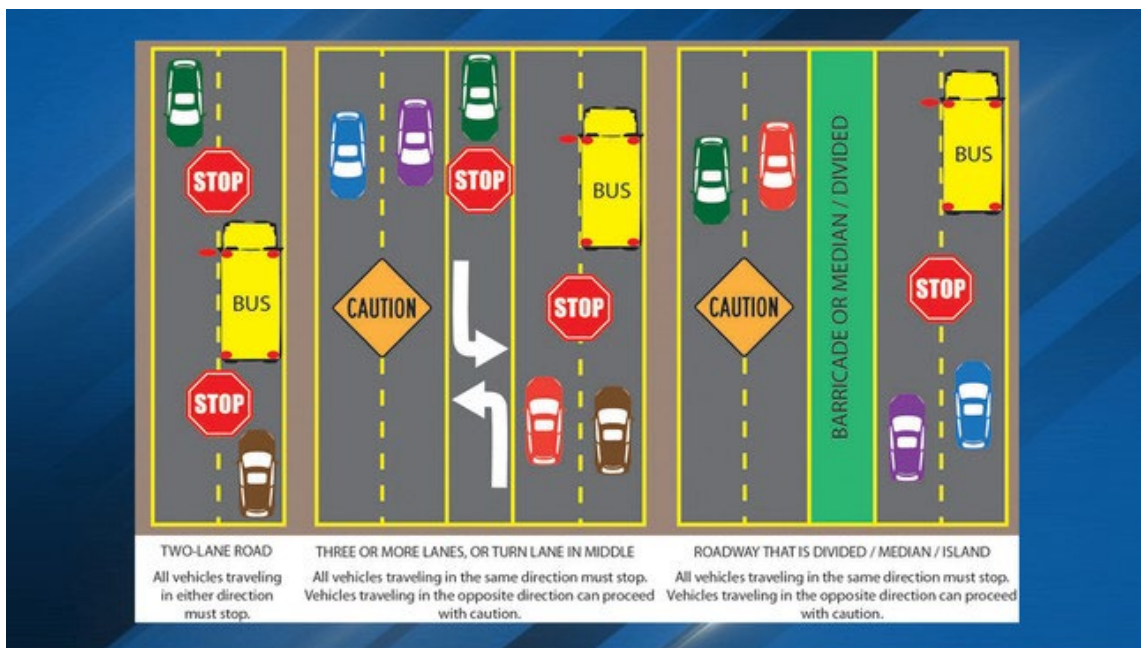 STOP
BUS
STOP
STOP
BUS
CAUTION
STOP
BUS
CAUTION
STOP
BARRICADE OR MEDIAN / DIVIDED
TWO-LANE ROAD
All vehicles traveling
in either direction
must stop.
THREE OR MORE LANES, OR TURN LANE IN MIDDLE
All vehicles traveling in the same direction must stop.
Vehicles traveling in the opposite direction can proceed
with caution.
ROADWAY THAT IS DIVIDED / MEDIAN / ISLAND
All vehicles traveling in the same direction must stop.
Vehicles traveling in the opposite direction can proceed
with caution.